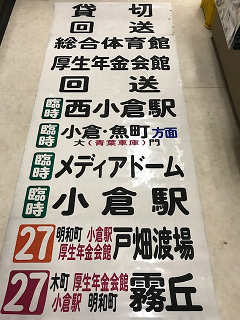 貸切
回送
総合体育館
厚生年金会館
回送
臨時 西小倉駅
臨時 小倉・魚町方面
大(青葉車庫)門
臨時 メディアドーム
臨時 小倉駅
27 明和町 小倉駅 厚生年金会館 戸畑渡場
27 木町 厚生年金会館 小倉駅 明和町 霧丘